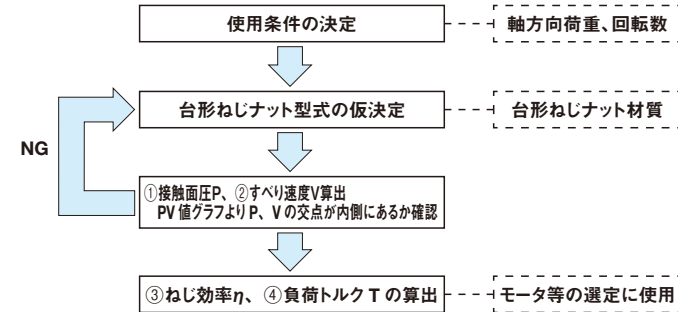 使用条件の決定
軸方向荷重、回転数
台形ねじナット型式の仮決定
台形ねじナット材質
NG
①接触面圧P、②すべり速度V算出
PV値グラフよりP、Vの交点が内側にあるか確認
③ねじ効率η、④負荷トルクTの算出
モータ等の選定に使用